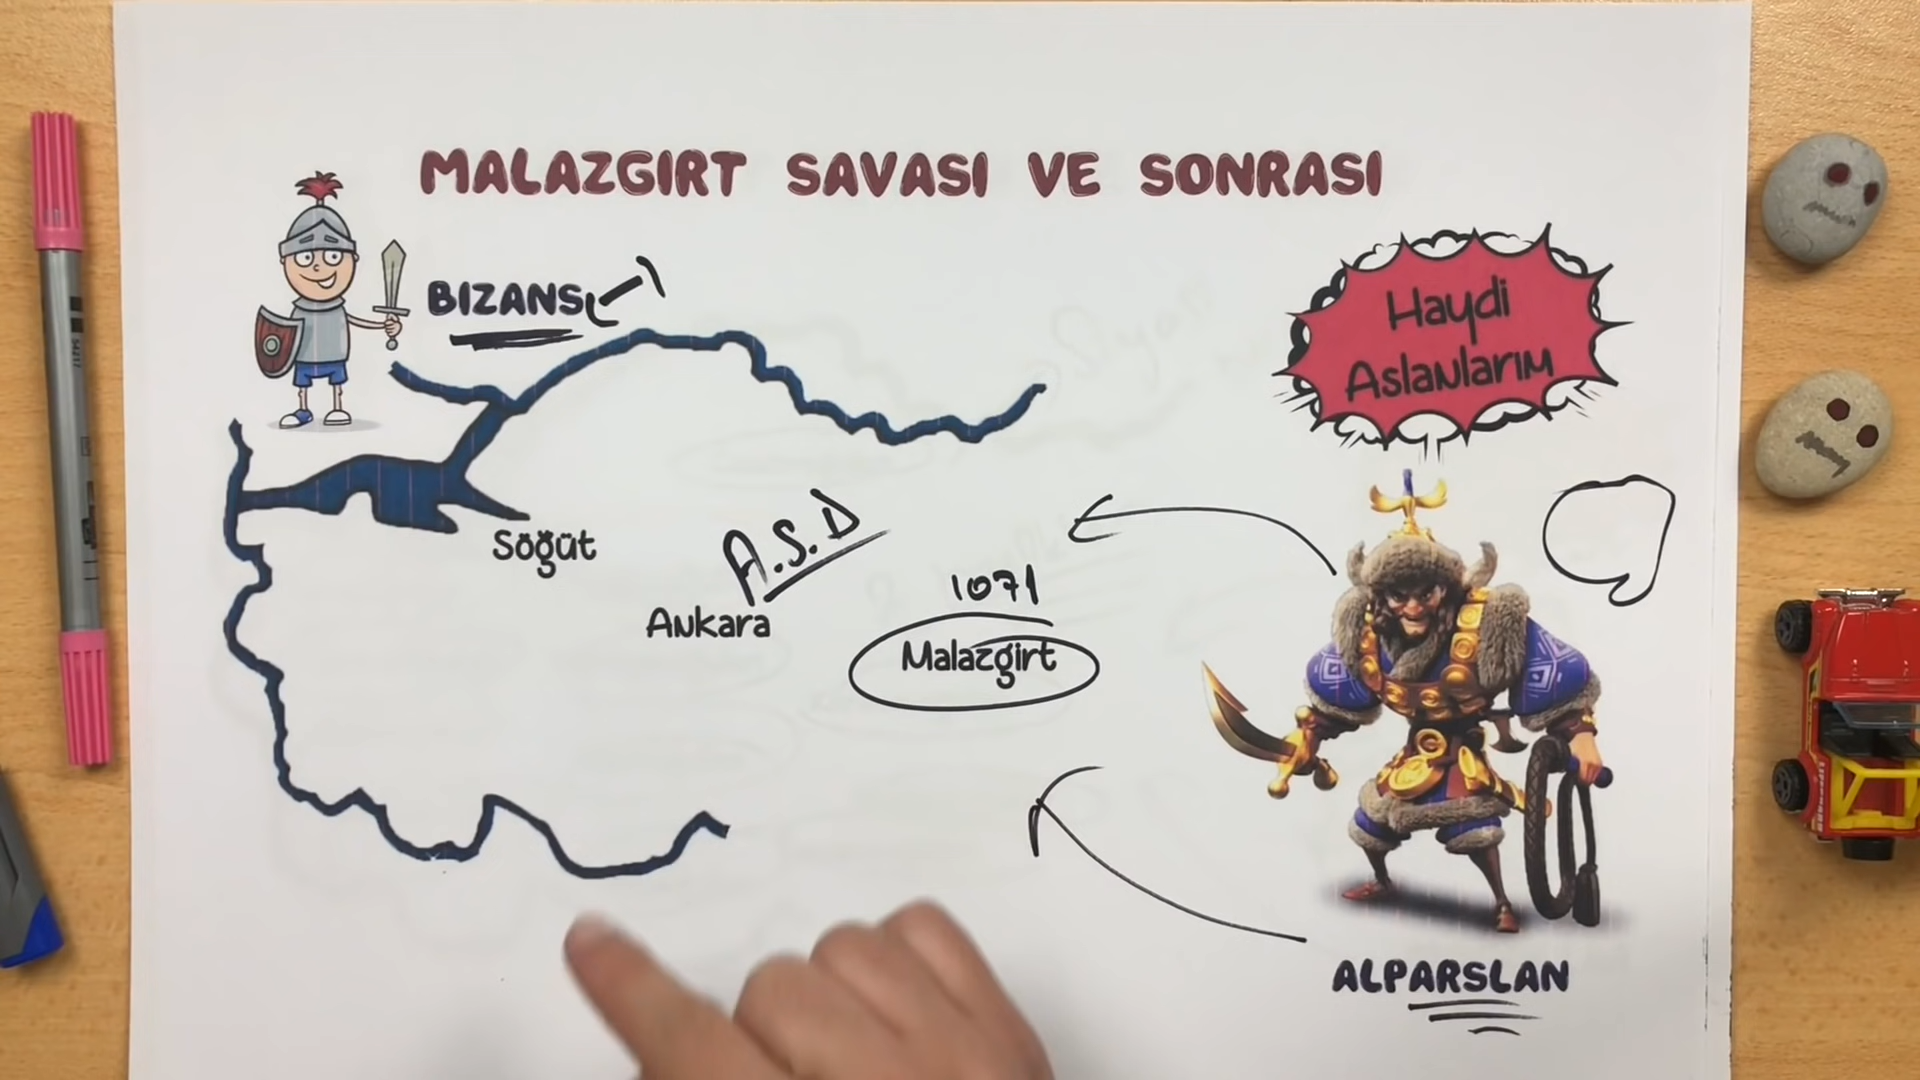 MALAZGIRT SAVASI VE SONRASI
BIZANS
(-)
Haydi
Aslanlarım
Söğüt
A.S.D
Ankara
1071
Malazgirt
ALPARSLAN